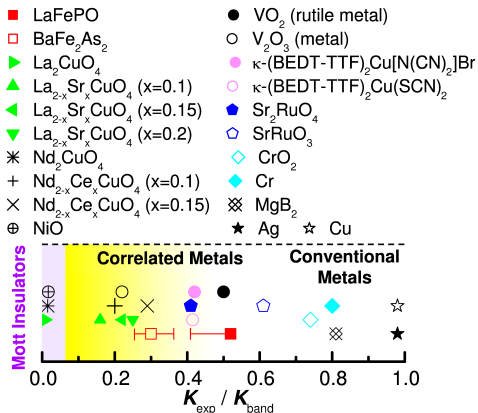 LaFePO VO2 (rutile metal)
BaFe2As2 V2O3 (metal)
La2CuO4 κ-(BEDT-TTF)2Cu[N(CN)2]Br
La2-xSrxCuO4 (x=0.1) κ-(BEDT-TTF)2Cu(SCN)2
La2-xSrxCuO4 (x=0.15) Sr2RuO4
La2-xSrxCuO4 (x=0.2) SrRuO3
Nd2CuO4 CrO2
Nd2-xCexCuO4 (x=0.1) Cr
Nd2-xCexCuO4 (x=0.15) MgB2
NiO Ag Cu
Mott Insulators
Correlated Metals
Conventional
Metals
0.0 0.2 0.4 0.6 0.8 1.0
Kexp / Kband